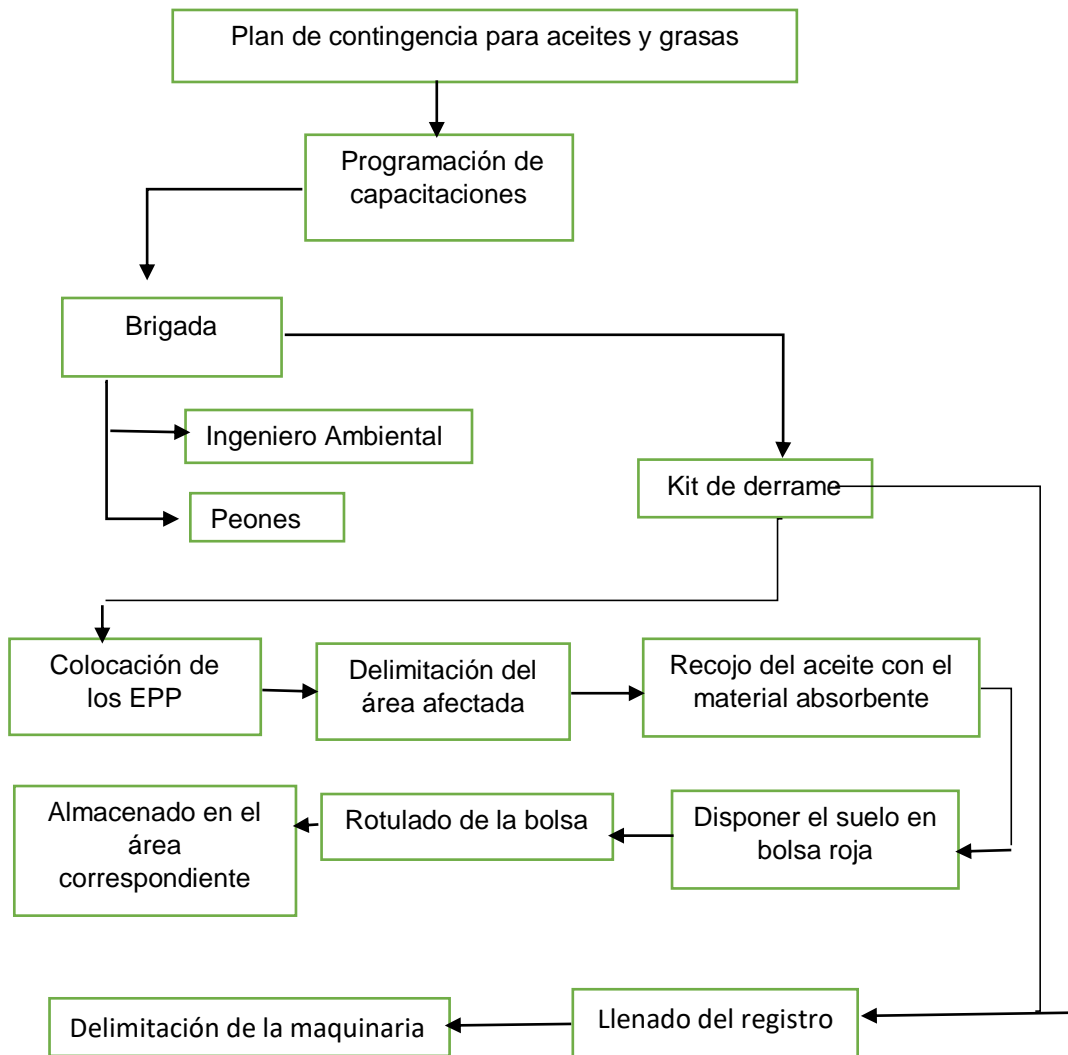 Plan de contingencia para aceites y grasas
Programación de
capacitaciones
Brigada
Ingeniero Ambiental
Kit de derrame
Peones
Colocación de
los EPP
Delimitación del
área afectada
Recojo del aceite con el
material absorbente
Almacenado en el
área
correspondiente
Rotulado de la bolsa
Disponer el suelo en
bolsa roja
Delimitación de la maquinaria
Llenado del registro